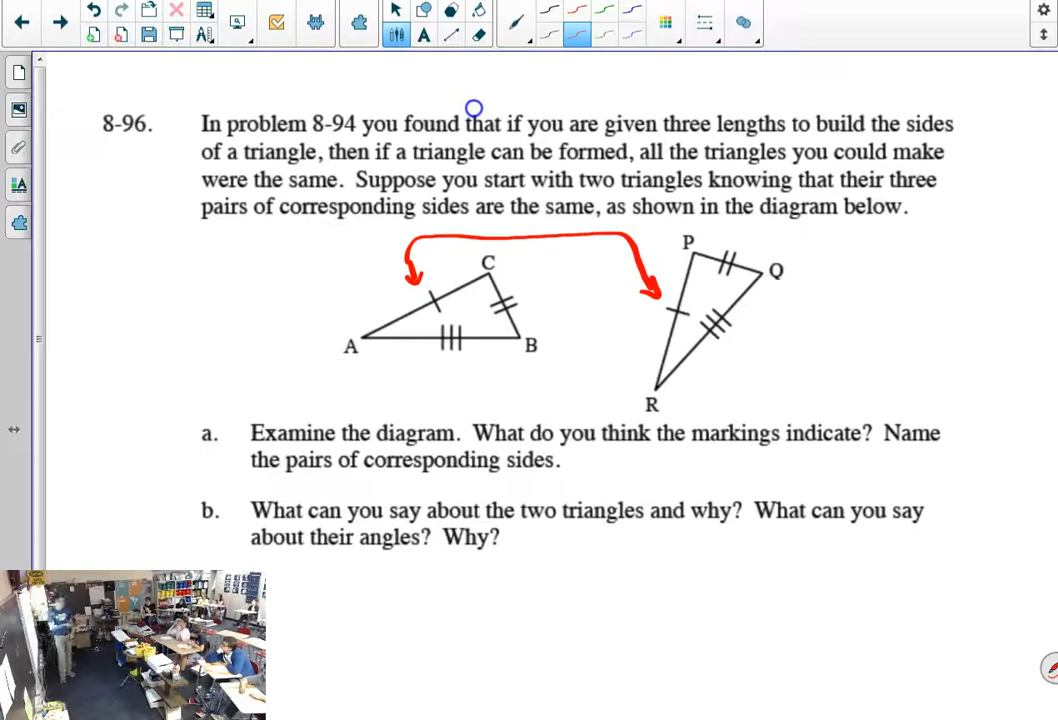 8-96. In problem 8-94 you found that if you are given three lengths to build the sides
of a triangle, then if a triangle can be formed, all the triangles you could make
were the same. Suppose you start with two triangles knowing that their three
pairs of corresponding sides are the same, as shown in the diagram below.
A
C
B
P
Q
R
a. Examine the diagram. What do you think the markings indicate? Name
the pairs of corresponding sides.
b. What can you say about the two triangles and why? What can you say
about their angles? Why?